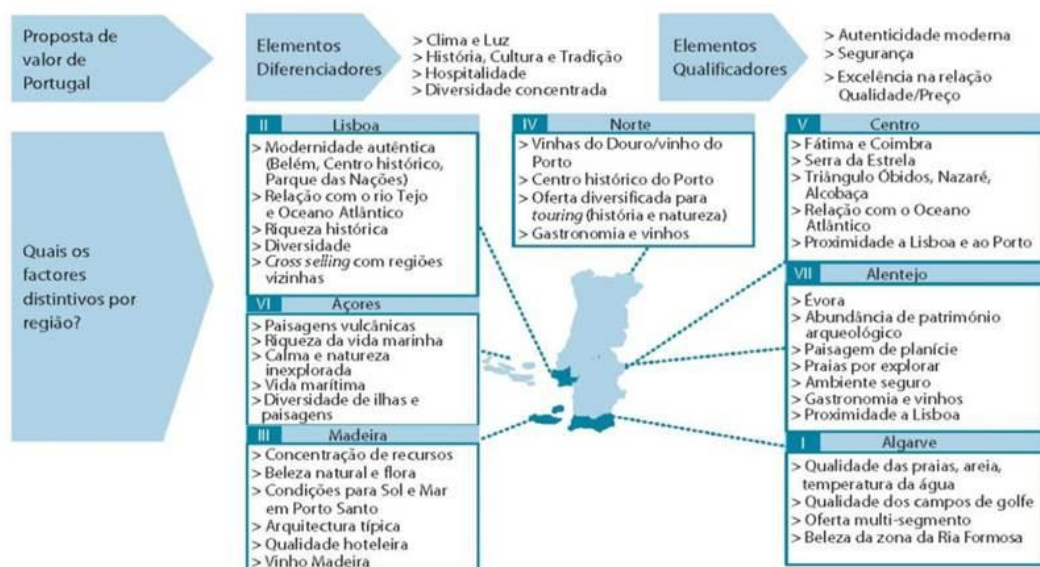 Proposta de
valor de
Portugal
Elementos
Diferenciadores
> Clima e Luz
> História, Cultura e Tradição
> Hospitalidade
> Diversidade concentrada
Elementos
Qualificadores
> Autenticidade moderna
> Segurança
> Excelência na relação
Qualidade/Preço
Quais os
factores
distintivos por
região?
II Lisboa
> Modernidade autêntica
(Belém, Centro histórico,
Parque das Nações)
> Relação com o rio Tejo
e Oceano Atlântico
> Riqueza histórica
> Diversidade
> Cross selling com regiões
vizinhas
IV Norte
> Vinhas do Douro/vinho do
Porto
> Centro histórico do Porto
> Oferta diversificada para
touring (história e natureza)
> Gastronomia e vinhos
V Centro
> Fátima e Coimbra
> Serra da Estrela
> Triângulo Óbidos, Nazaré,
Alcobaça
> Relação com o Oceano
Atlântico
> Proximidade a Lisboa e ao Porto
VI Açores
> Paisagens vulcânicas
> Riqueza da vida marinha
> Calma e natureza
inexplorada
> Vida marítima
> Diversidade de ilhas e
paisagens
VII Alentejo
> Évora
> Abundância de património
arqueológico
> Paisagem de planície
> Praias por explorar
> Ambiente seguro
> Gastronomia e vinhos
> Proximidade a Lisboa
III Madeira
> Concentração de recursos
> Beleza natural e flora
> Condições para Sol e Mar
em Porto Santo
> Arquitectura típica
> Qualidade hoteleira
> Vinho Madeira
I Algarve
> Qualidade das praias, areia,
temperatura da água
> Qualidade dos campos de golfe
> Oferta multi-segmento
> Beleza da zona da Ria Formosa